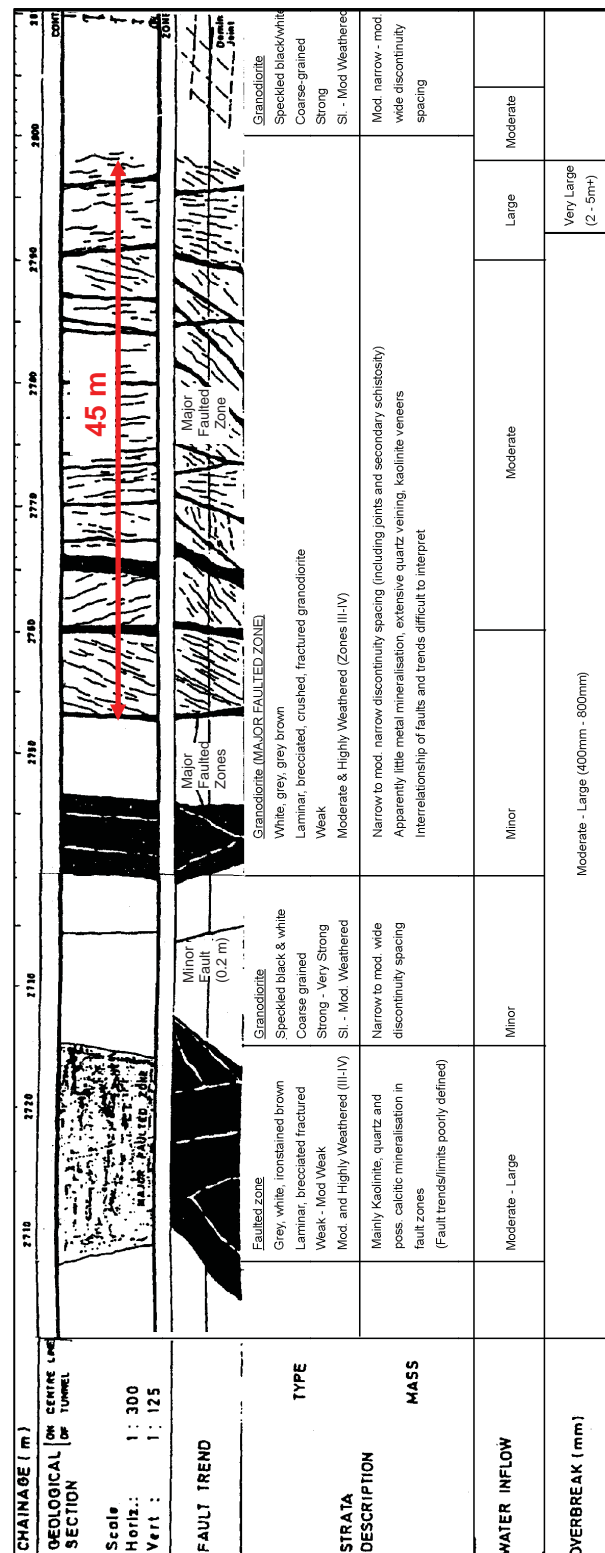 CHAINAGE (m)
2710
2720
2730
2750
2760
2770
2780
2790
2800
GEOLOGICAL SECTION
ON CENTRE LINE
OF TUNNEL
Scale
Horiz.: 1 : 300
Vert : 1 : 125
MAJOR FAULTED ZONE
45 m
CONT
ZONE
FAULT TREND
Minor
Fault
(0.2 m)
Major
Faulted
Zones
Major
Faulted
Zone
Domin
Joint
STRATA
DESCRIPTION
TYPE
Faulted zone
Grey, white, ironstained brown
Laminar, brecciated fractured
Weak - Mod Weak
Mod. and Highly Weathered (III-IV)
Granodiorite
Speckled black & white
Coarse grained
Strong - Very Strong
Sl. - Mod. Weathered
Granodiorite (MAJOR FAULTED ZONE)
White, grey, grey brown
Laminar, brecciated, crushed, fractured granodiorite
Weak
Moderate & Highly Weathered (Zones III-IV)
Granodiorite
Speckled black/white
Coarse-grained
Strong
Sl. - Mod Weathered
MASS
Mainly Kaolinite, quartz and
poss. calcitic mineralisation in
fault zones
(Fault trends/limits poorly defined)
Narrow to mod. wide
discontinuity spacing
Narrow to mod. narrow discontinuity spacing (including joints and secondary schistosity)
Apparently little metal mineralisation, extensive quartz veining, kaolinite veneers
Interrelationship of faults and trends difficult to interpret
Mod. narrow - mod.
wide discontinuity
spacing
WATER INFLOW
Moderate - Large
Minor
Minor
Moderate
Large
Moderate
OVERBREAK (mm)
Moderate - Large (400mm - 800mm)
Very Large
(2 - 5m+)